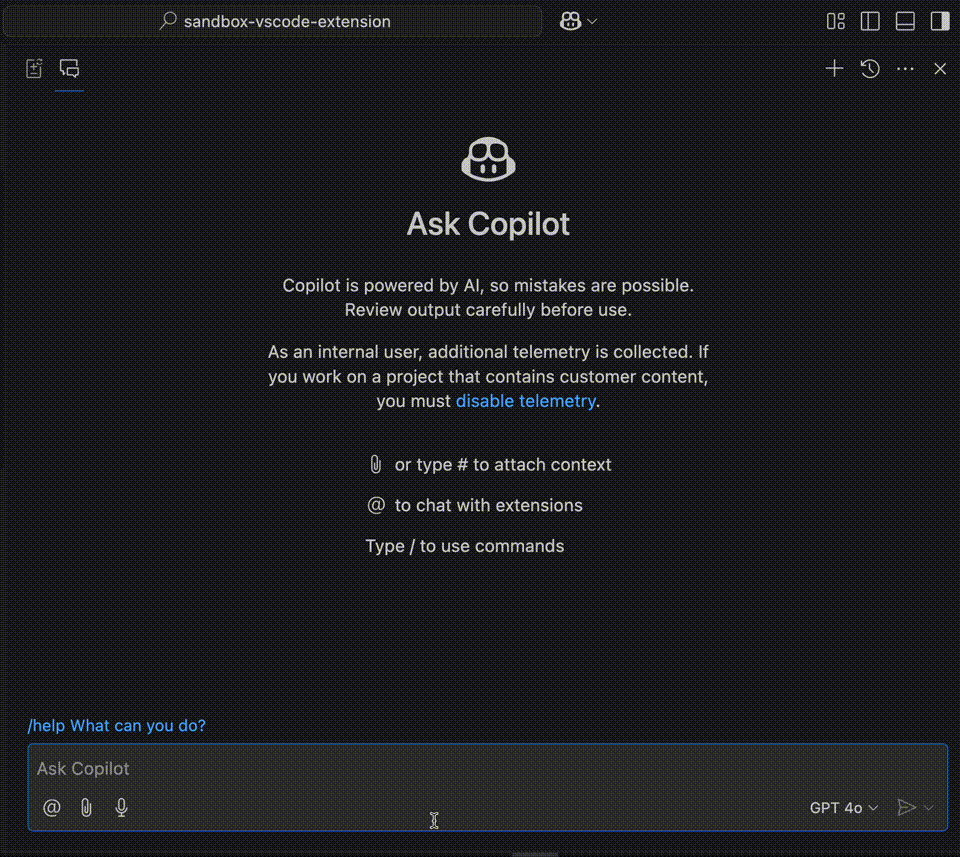 sandbox-vscode-extension
Ask Copilot
Copilot is powered by AI, so mistakes are possible.
Review output carefully before use.
As an internal user, additional telemetry is collected. If
you work on a project that contains customer content,
you must disable telemetry.
or type # to attach context
@ to chat with extensions
Type / to use commands
/help What can you do?
Ask Copilot
@
GPT 4o